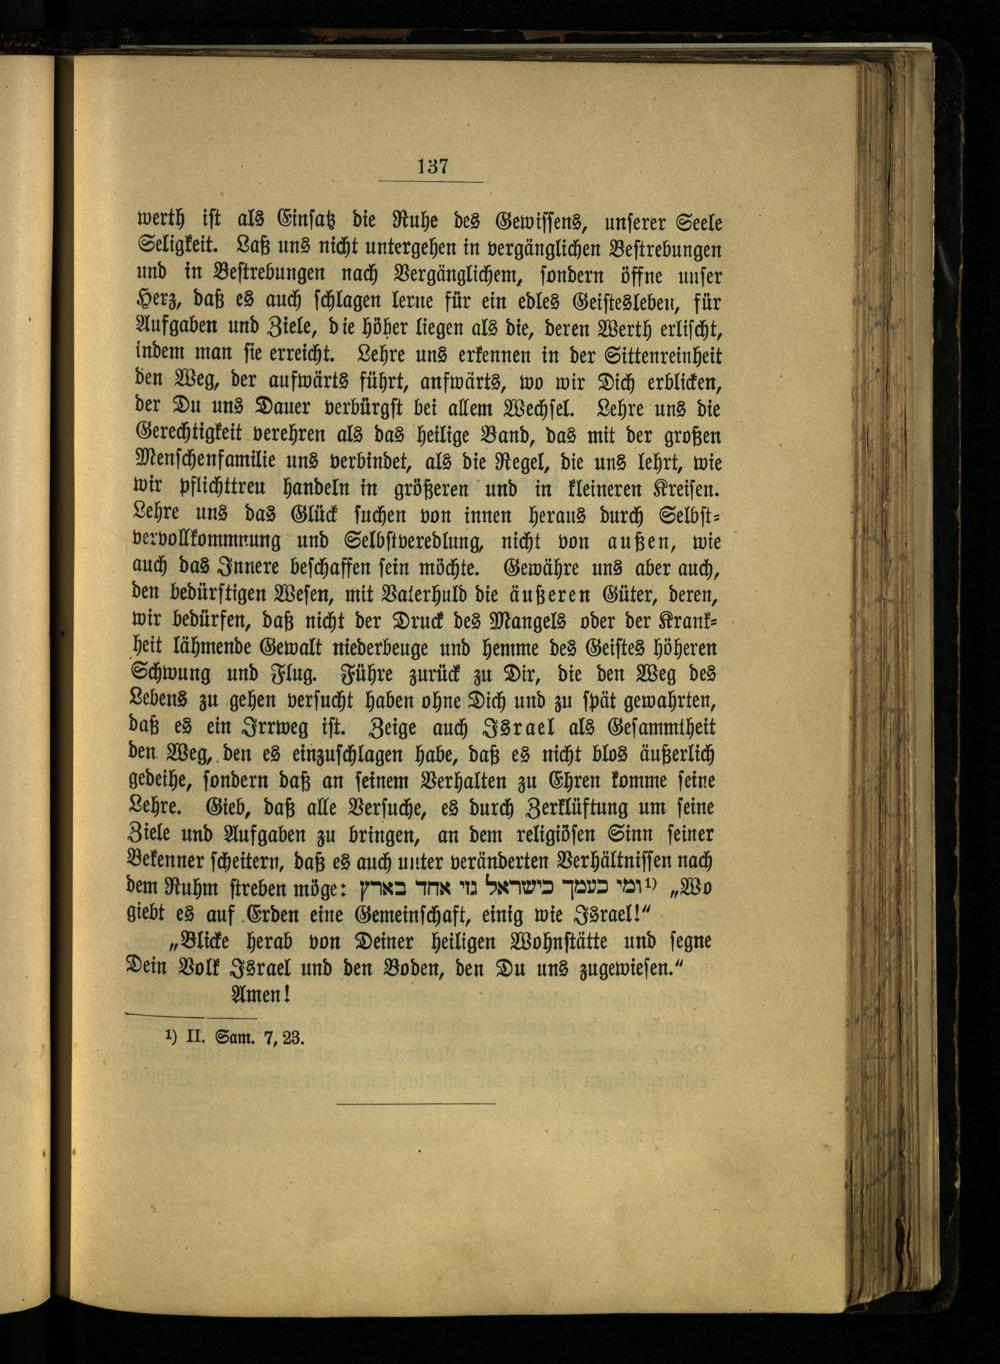 137
werth ist als Einsatz die Ruhe des Gewissens, unserer Seele
Seligkeit. Laß uns nicht untergehen in vergänglichen Bestrebungen
und in Bestrebungen nach Vergänglichem, sondern öffne unser
Herz, daß es auch schlagen lerne für ein edles Geistesleben, für
Aufgaben und Ziele, die höher liegen als die, deren Werth erlischt,
indem man sie erreicht. Lehre uns erkennen in der Sittenreinheit
den Weg, der aufwärts führt, anfwärts, wo wir Dich erblicken,
der Du uns Dauer verbürgst bei allem Wechsel. Lehre uns die
Gerechtigkeit verehren als das heilige Band, das mit der großen
Menschenfamilie uns verbindet, als die Regel, die uns lehrt, wie
wir pflichttreu handeln in größeren und in kleineren Kreisen.
Lehre uns das Glück suchen von innen heraus durch Selbst-
vervollkommnung und Selbstveredlung, nicht von außen, wie
auch das Innere beschaffen sein möchte. Gewähre uns aber auch,
den bedürftigen Wesen, mit Vaterhuld die äußeren Güter, deren,
wir bedürfen, daß nicht der Druck des Mangels oder der Krank-
heit lähmende Gewalt niederbeuge und hemme des Geistes höheren
Schwung und Flug. Führe zurück zu Dir, die den Weg des
Lebens zu gehen versucht haben ohne Dich und zu spät gewahrten,
daß es ein Irrweg ist. Zeige auch Israel als Gesammtheit
den Weg, den es einzuschlagen habe, daß es nicht blos äußerlich
gedeihe, sondern daß an seinem Verhalten zu Ehren komme seine
Lehre. Gieb, daß alle Versuche, es durch Zerklüftung um seine
Ziele und Aufgaben zu bringen, an dem religiösen Sinn seiner
Bekenner scheitern, daß es auch unter veränderten Verhältnissen nach
dem Ruhm streben möge: ומי כעמך כישראל גוי אחד בארץ ¹) „Wo
giebt es auf Erden eine Gemeinschaft, einig wie Israel!“
„Blicke herab von Deiner heiligen Wohnstätte und segne
Dein Volk Israel und den Boden, den Du uns zugewiesen.“
Amen!
¹) II. Sam. 7, 23.